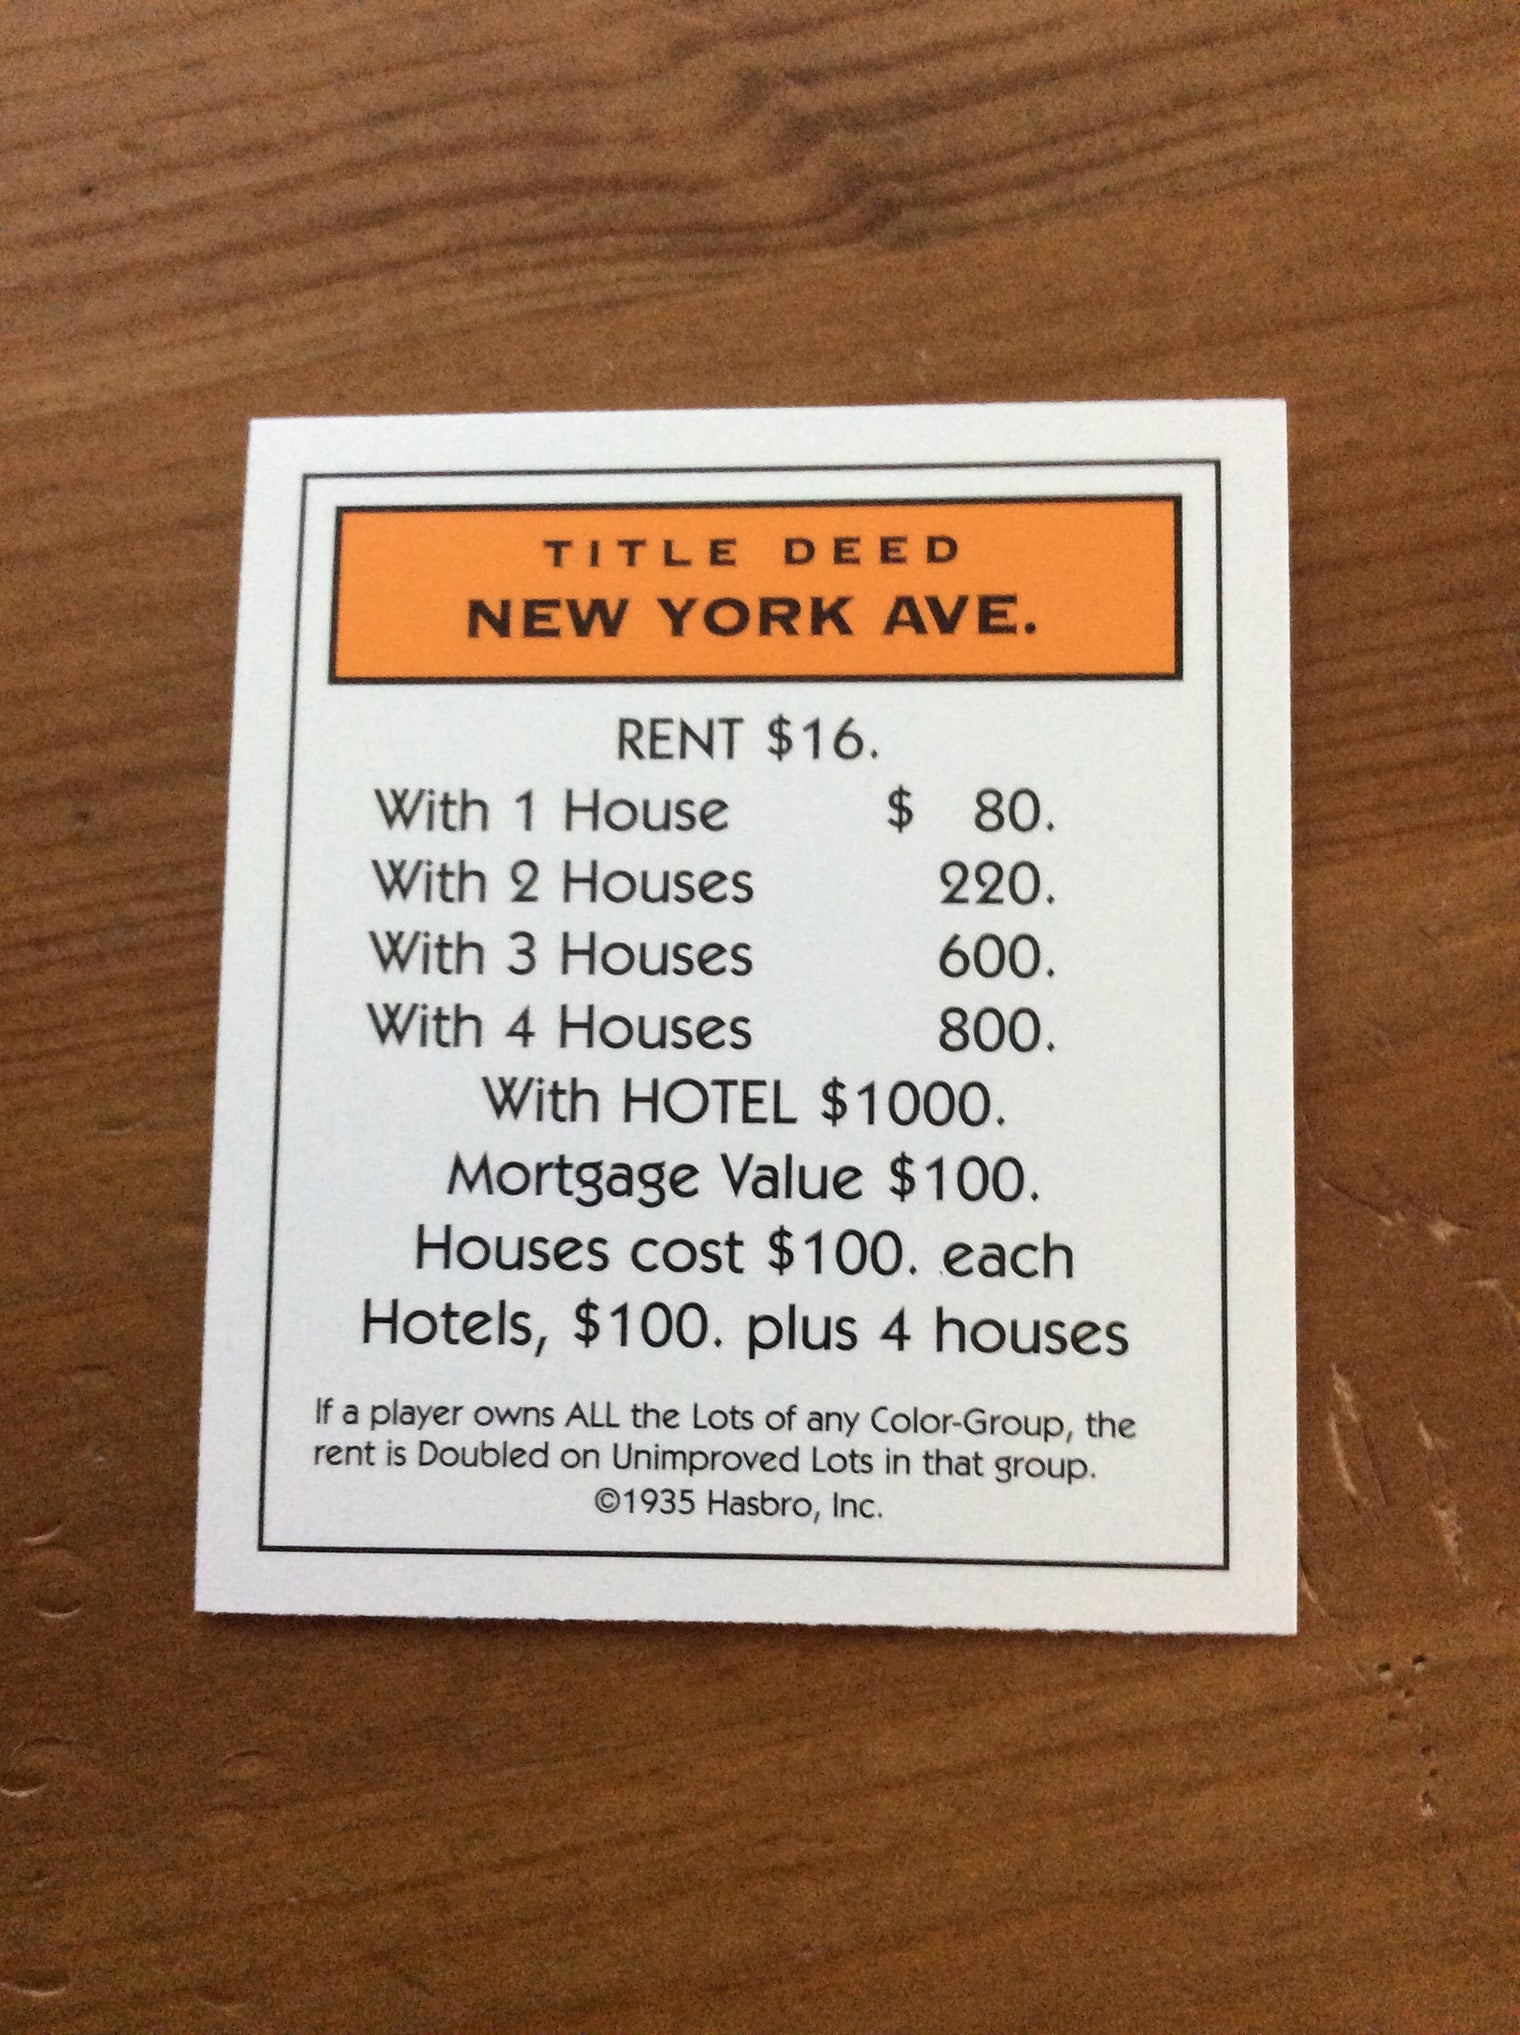 TITLE DEED
NEW YORK AVE.
RENT $16.
With 1 House $ 80.
With 2 Houses 220.
With 3 Houses 600.
With 4 Houses 800.
With HOTEL $1000.
Mortgage Value $100.
Houses cost $100. each
Hotels, $100. plus 4 houses
If a player owns ALL the Lots of any Color-Group, the
rent is Doubled on Unimproved Lots in that group.
©1935 Hasbro, Inc.